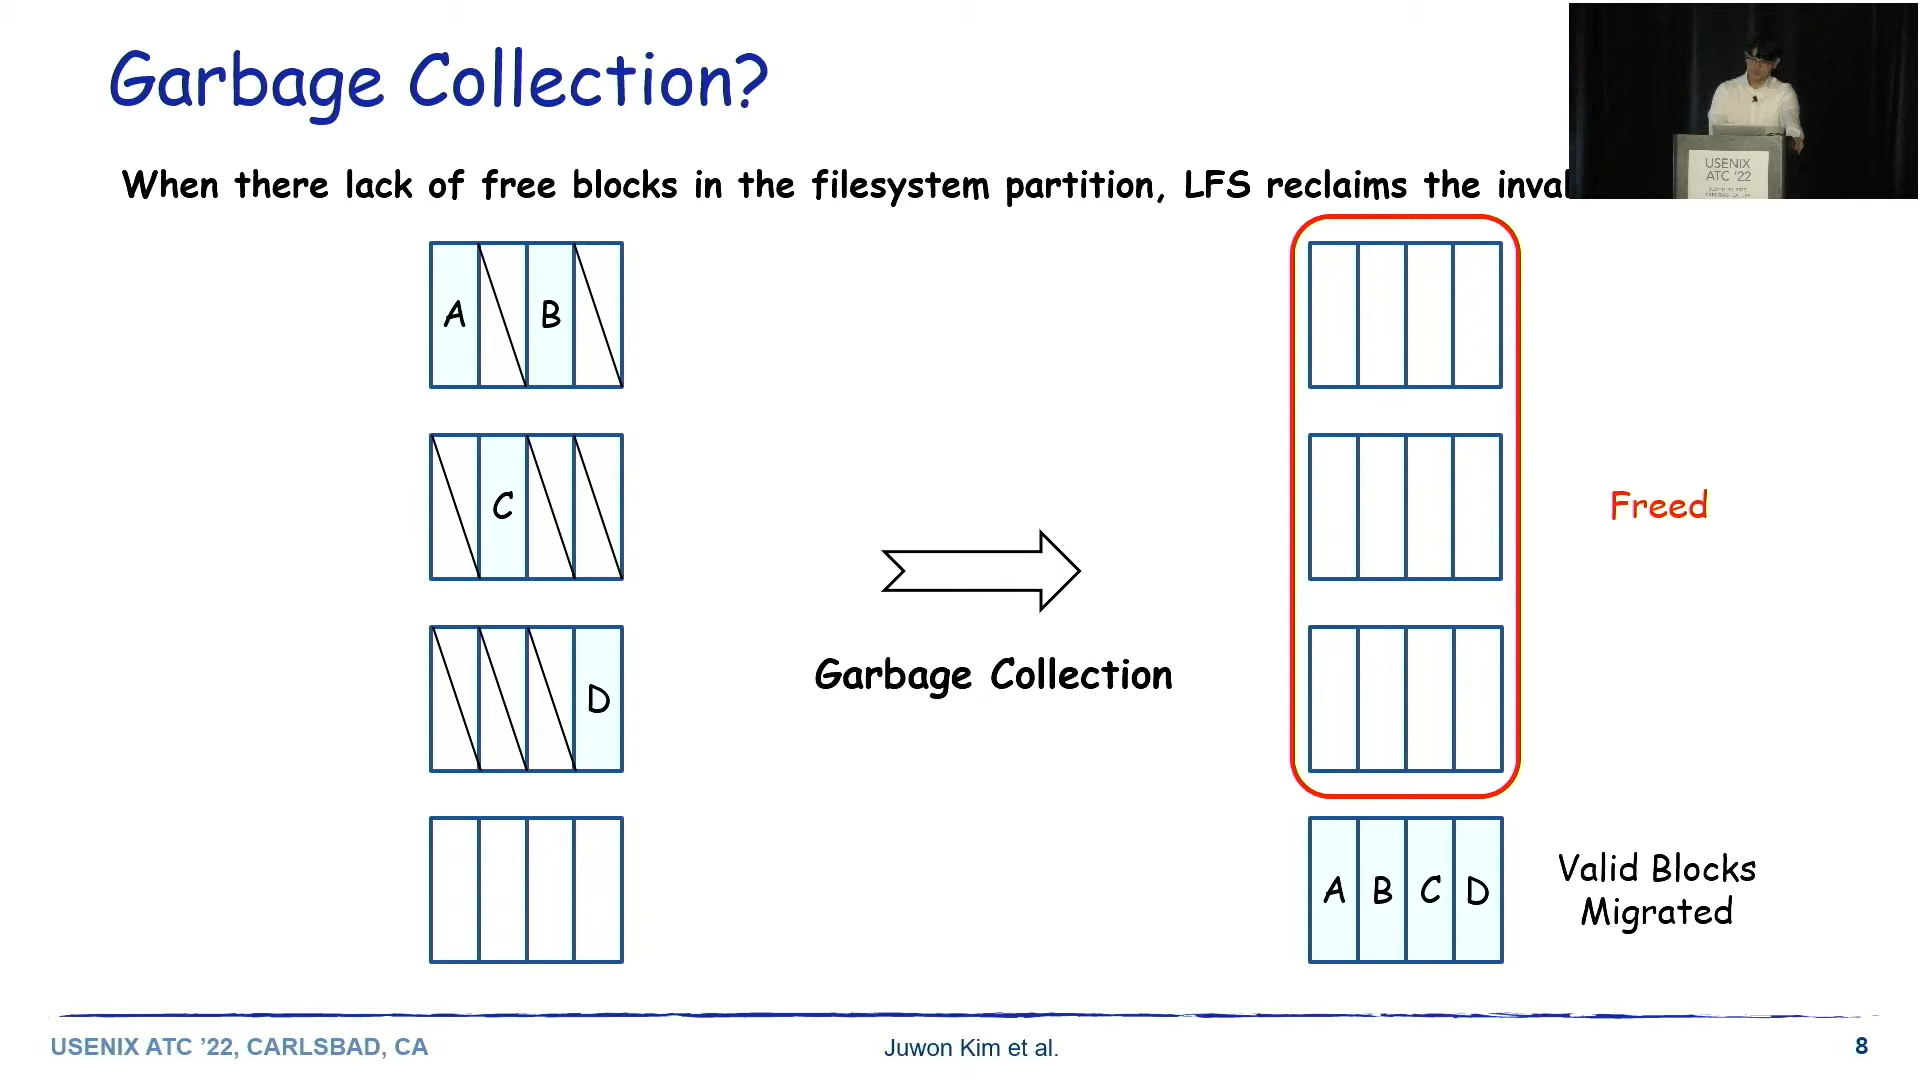 Garbage Collection?
When there lack of free blocks in the filesystem partition, LFS reclaims the
USENIX
ATC '22
A B
C
Freed
Garbage Collection
D
A B C D
Valid Blocks
Migrated
USENIX ATC ’22, CARLSBAD, CA
Juwon Kim et al.
8